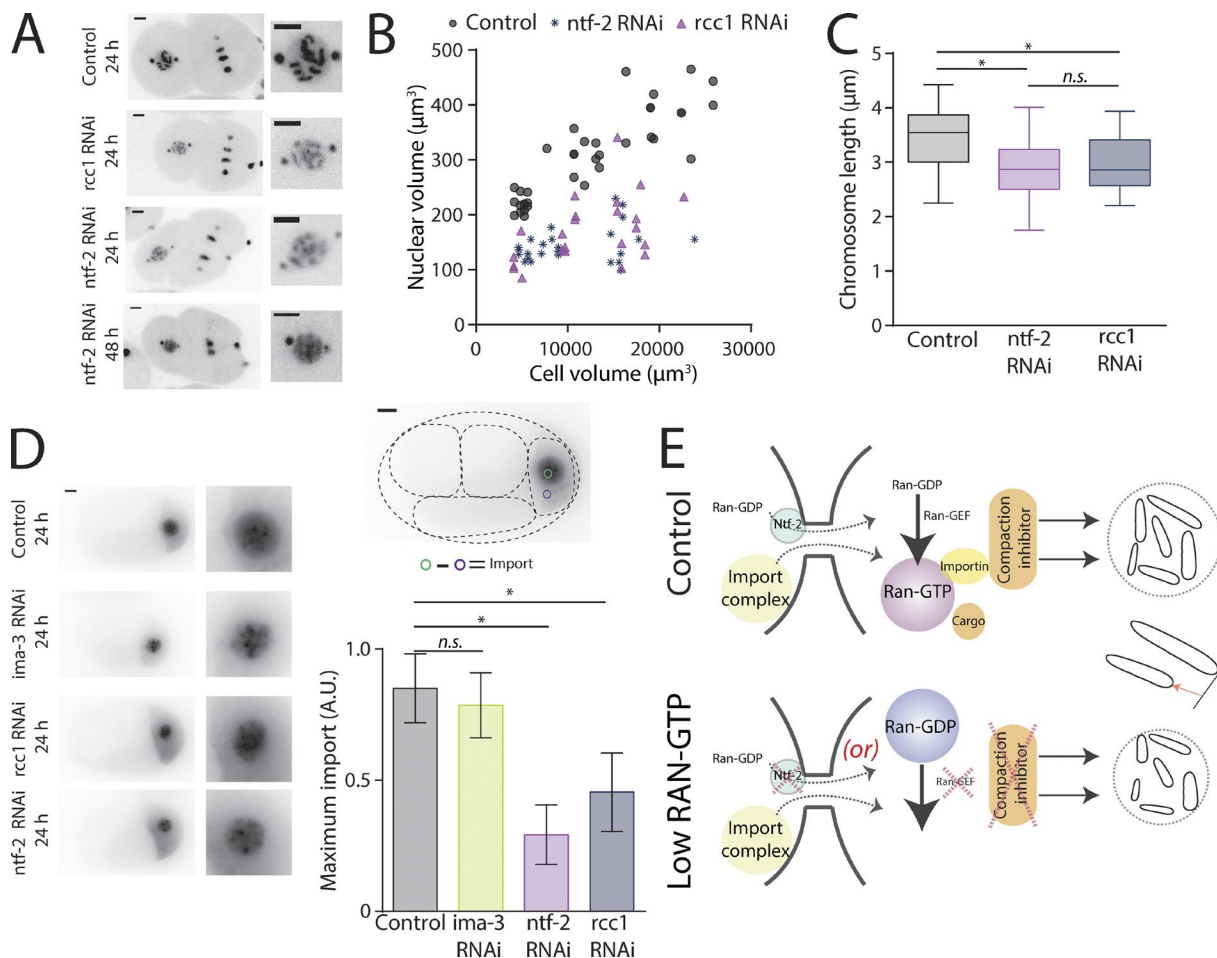 A
Control
24 h
rcc1 RNAi
24 h
ntf-2 RNAi
24 h
ntf-2 RNAi
48 h
B
Control
ntf-2 RNAi
rcc1 RNAi
Nuclear volume (µm³)
500
400
300
200
100
0
0
10000
20000
30000
Cell volume (µm³)
C
Chromosome length (µm)
5
4
3
2
1
0
*
*
n.s.
Control
ntf-2
RNAi
rcc1
RNAi
D
Control
24 h
ima-3 RNAi
24 h
rcc1 RNAi
24 h
ntf-2 RNAi
24 h
Import
Maximum import (A.U.)
1.0
0.5
0
*
*
n.s.
Control
ima-3
RNAi
ntf-2
RNAi
rcc1
RNAi
E
Control
Ran-GDP
Ntf-2
Import
complex
Ran-GDP
Ran-GEF
Ran-GTP
Importin
Cargo
Compaction
inhibitor
Low RAN-GTP
Ran-GDP
Ntf-2
Import
complex
(or)
Ran-GDP
Ran-GEF
Compaction
inhibitor